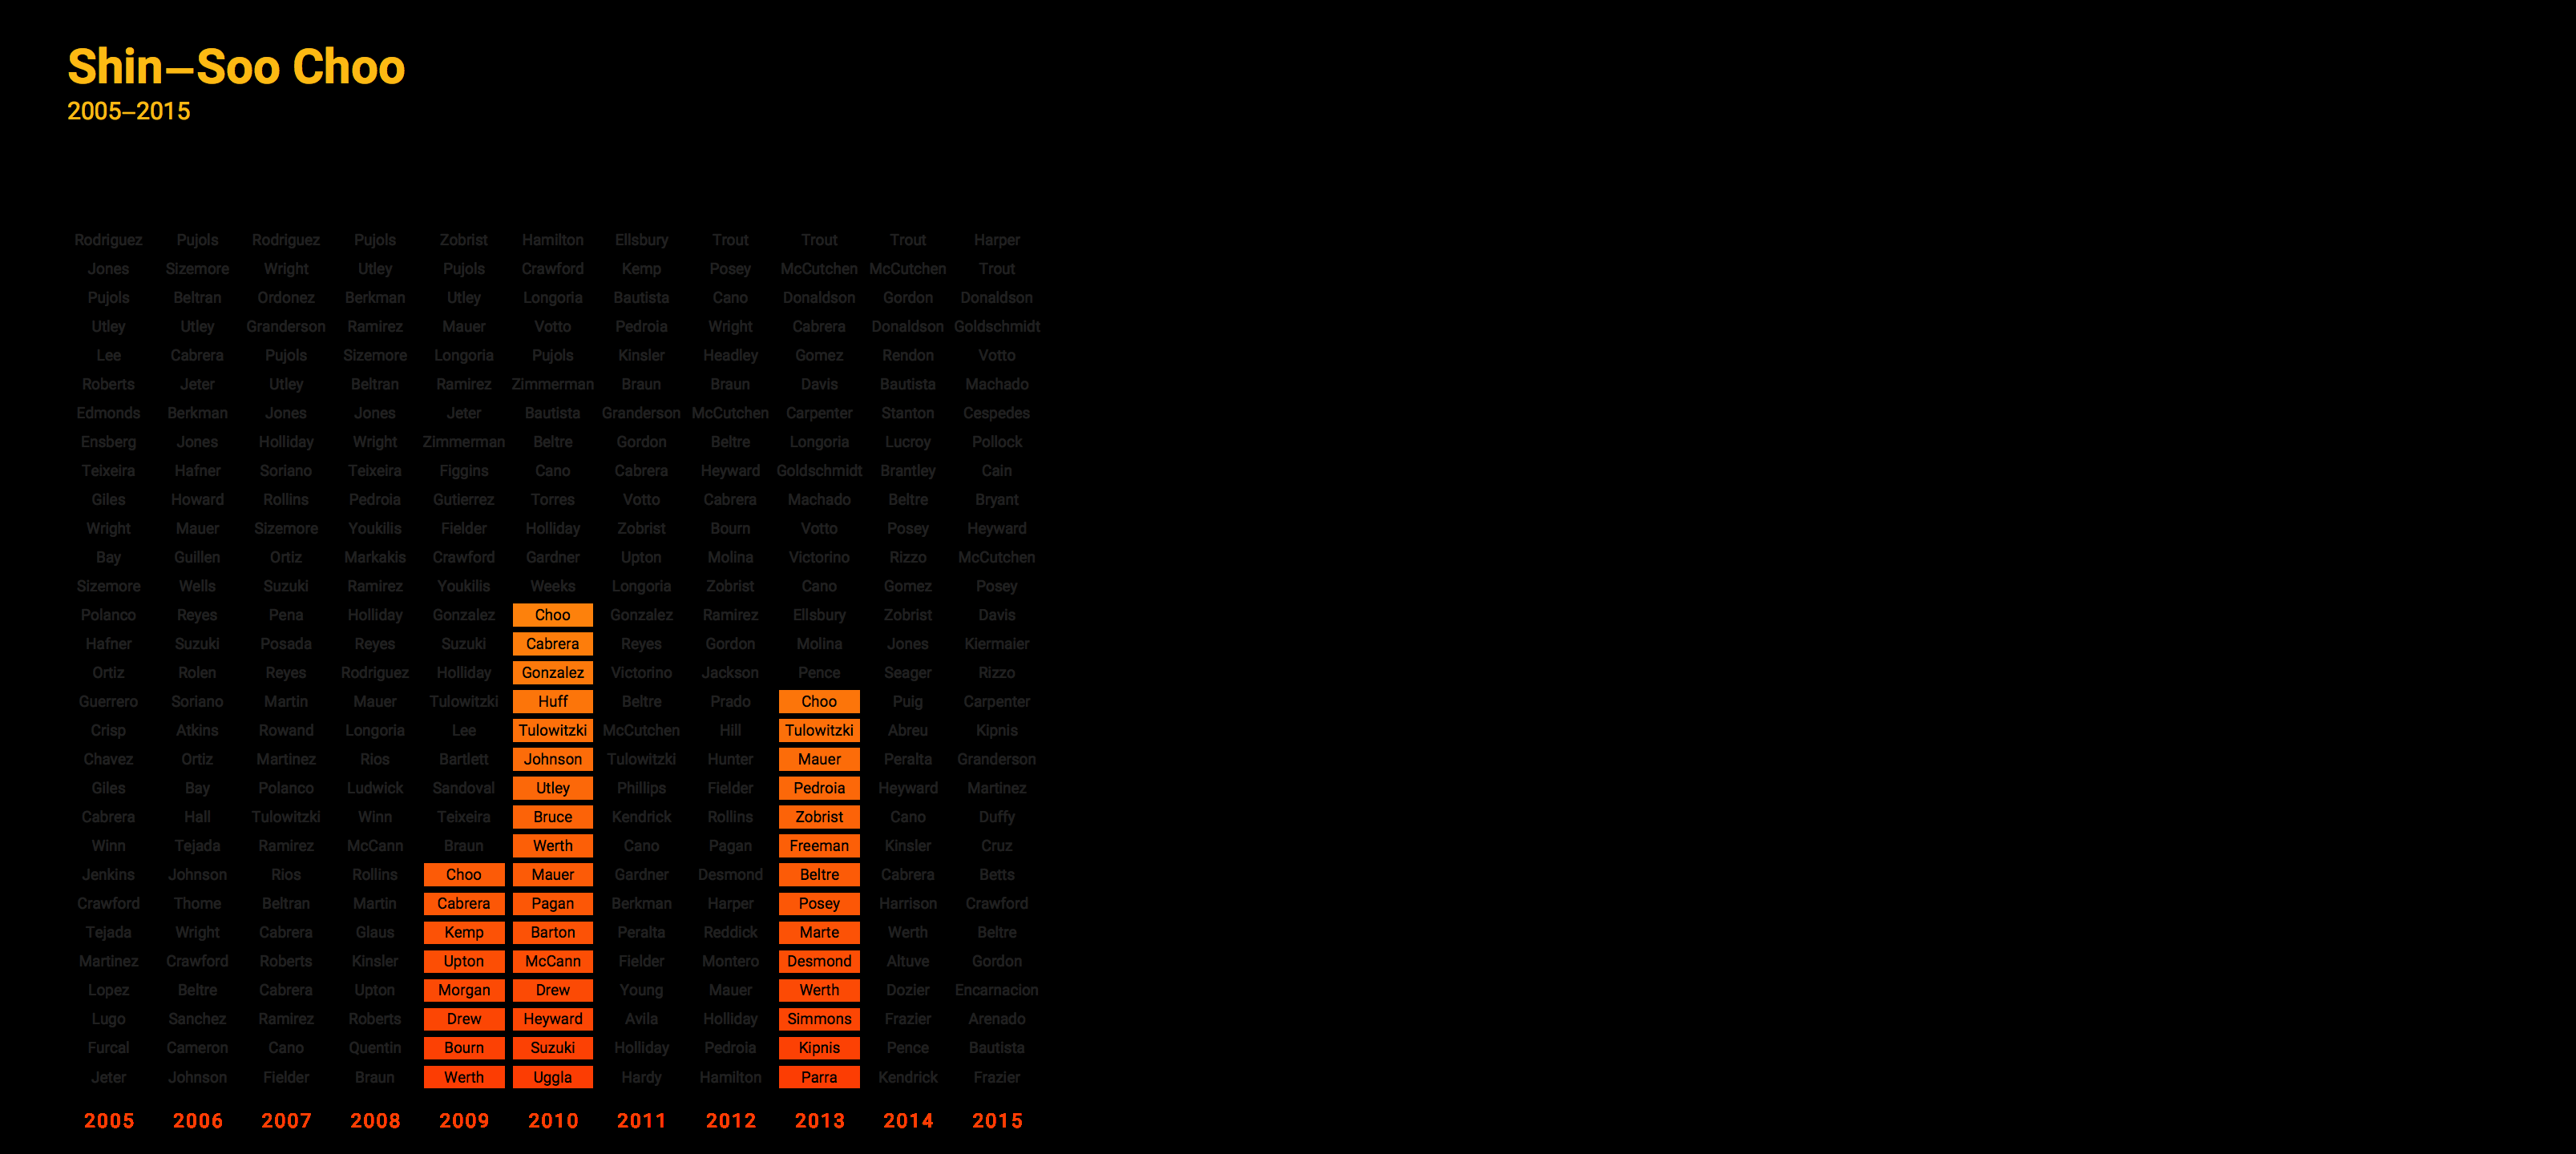 Shin–Soo Choo
2005–2015
Rodriguez Pujols Rodriguez Pujols Zobrist Hamilton Ellsbury Trout Trout Trout Harper
Jones Sizemore Wright Utley Pujols Crawford Kemp Posey McCutchen McCutchen Trout
Pujols Beltran Ordonez Berkman Utley Longoria Bautista Cano Donaldson Gordon Donaldson
Utley Utley Granderson Ramirez Mauer Votto Pedroia Wright Cabrera Donaldson Goldschmidt
Lee Cabrera Pujols Sizemore Longoria Pujols Kinsler Headley Gomez Rendon Votto
Roberts Jeter Utley Beltran Ramirez Zimmerman Braun Braun Davis Bautista Machado
Edmonds Berkman Jones Jones Jeter Bautista Granderson McCutchen Carpenter Stanton Cespedes
Ensberg Jones Holliday Wright Zimmerman Beltre Gordon Beltre Longoria Lucroy Pollock
Teixeira Hafner Soriano Teixeira Figgins Cano Cabrera Heyward Goldschmidt Brantley Cain
Giles Howard Rollins Pedroia Gutierrez Torres Votto Cabrera Machado Beltre Bryant
Wright Mauer Sizemore Youkilis Fielder Holliday Zobrist Bourn Votto Posey Heyward
Bay Guillen Ortiz Markakis Crawford Gardner Upton Molina Victorino Rizzo McCutchen
Sizemore Wells Suzuki Ramirez Youkilis Weeks Longoria Zobrist Cano Gomez Posey
Polanco Reyes Pena Holliday Gonzalez Choo Gonzalez Ramirez Ellsbury Zobrist Davis
Hafner Suzuki Posada Reyes Suzuki Cabrera Reyes Gordon Molina Jones Kiermaier
Ortiz Rolen Reyes Rodriguez Holliday Gonzalez Victorino Jackson Pence Seager Rizzo
Guerrero Soriano Martin Mauer Tulowitzki Huff Beltre Prado Choo Puig Carpenter
Crisp Atkins Rowand Longoria Lee Tulowitzki McCutchen Hill Tulowitzki Abreu Kipnis
Chavez Ortiz Martinez Rios Bartlett Johnson Tulowitzki Hunter Mauer Peralta Granderson
Giles Bay Polanco Ludwick Sandoval Utley Phillips Fielder Pedroia Heyward Martinez
Cabrera Hall Tulowitzki Winn Teixeira Bruce Kendrick Rollins Zobrist Cano Duffy
Winn Tejada Ramirez McCann Braun Werth Cano Pagan Freeman Kinsler Cruz
Jenkins Johnson Rios Rollins Choo Mauer Gardner Desmond Beltre Cabrera Betts
Crawford Thome Beltran Martin Cabrera Pagan Berkman Harper Posey Harrison Crawford
Tejada Wright Cabrera Glaus Kemp Barton Peralta Reddick Marte Werth Beltre
Martinez Crawford Roberts Kinsler Upton McCann Fielder Montero Desmond Altuve Gordon
Lopez Beltre Cabrera Upton Morgan Drew Young Mauer Werth Dozier Encarnacion
Lugo Sanchez Ramirez Roberts Drew Heyward Avila Holliday Simmons Frazier Arenado
Furcal Cameron Cano Quentin Bourn Suzuki Holliday Pedroia Kipnis Pence Bautista
Jeter Johnson Fielder Braun Werth Uggla Hardy Hamilton Parra Kendrick Frazier
2005 2006 2007 2008 2009 2010 2011 2012 2013 2014 2015